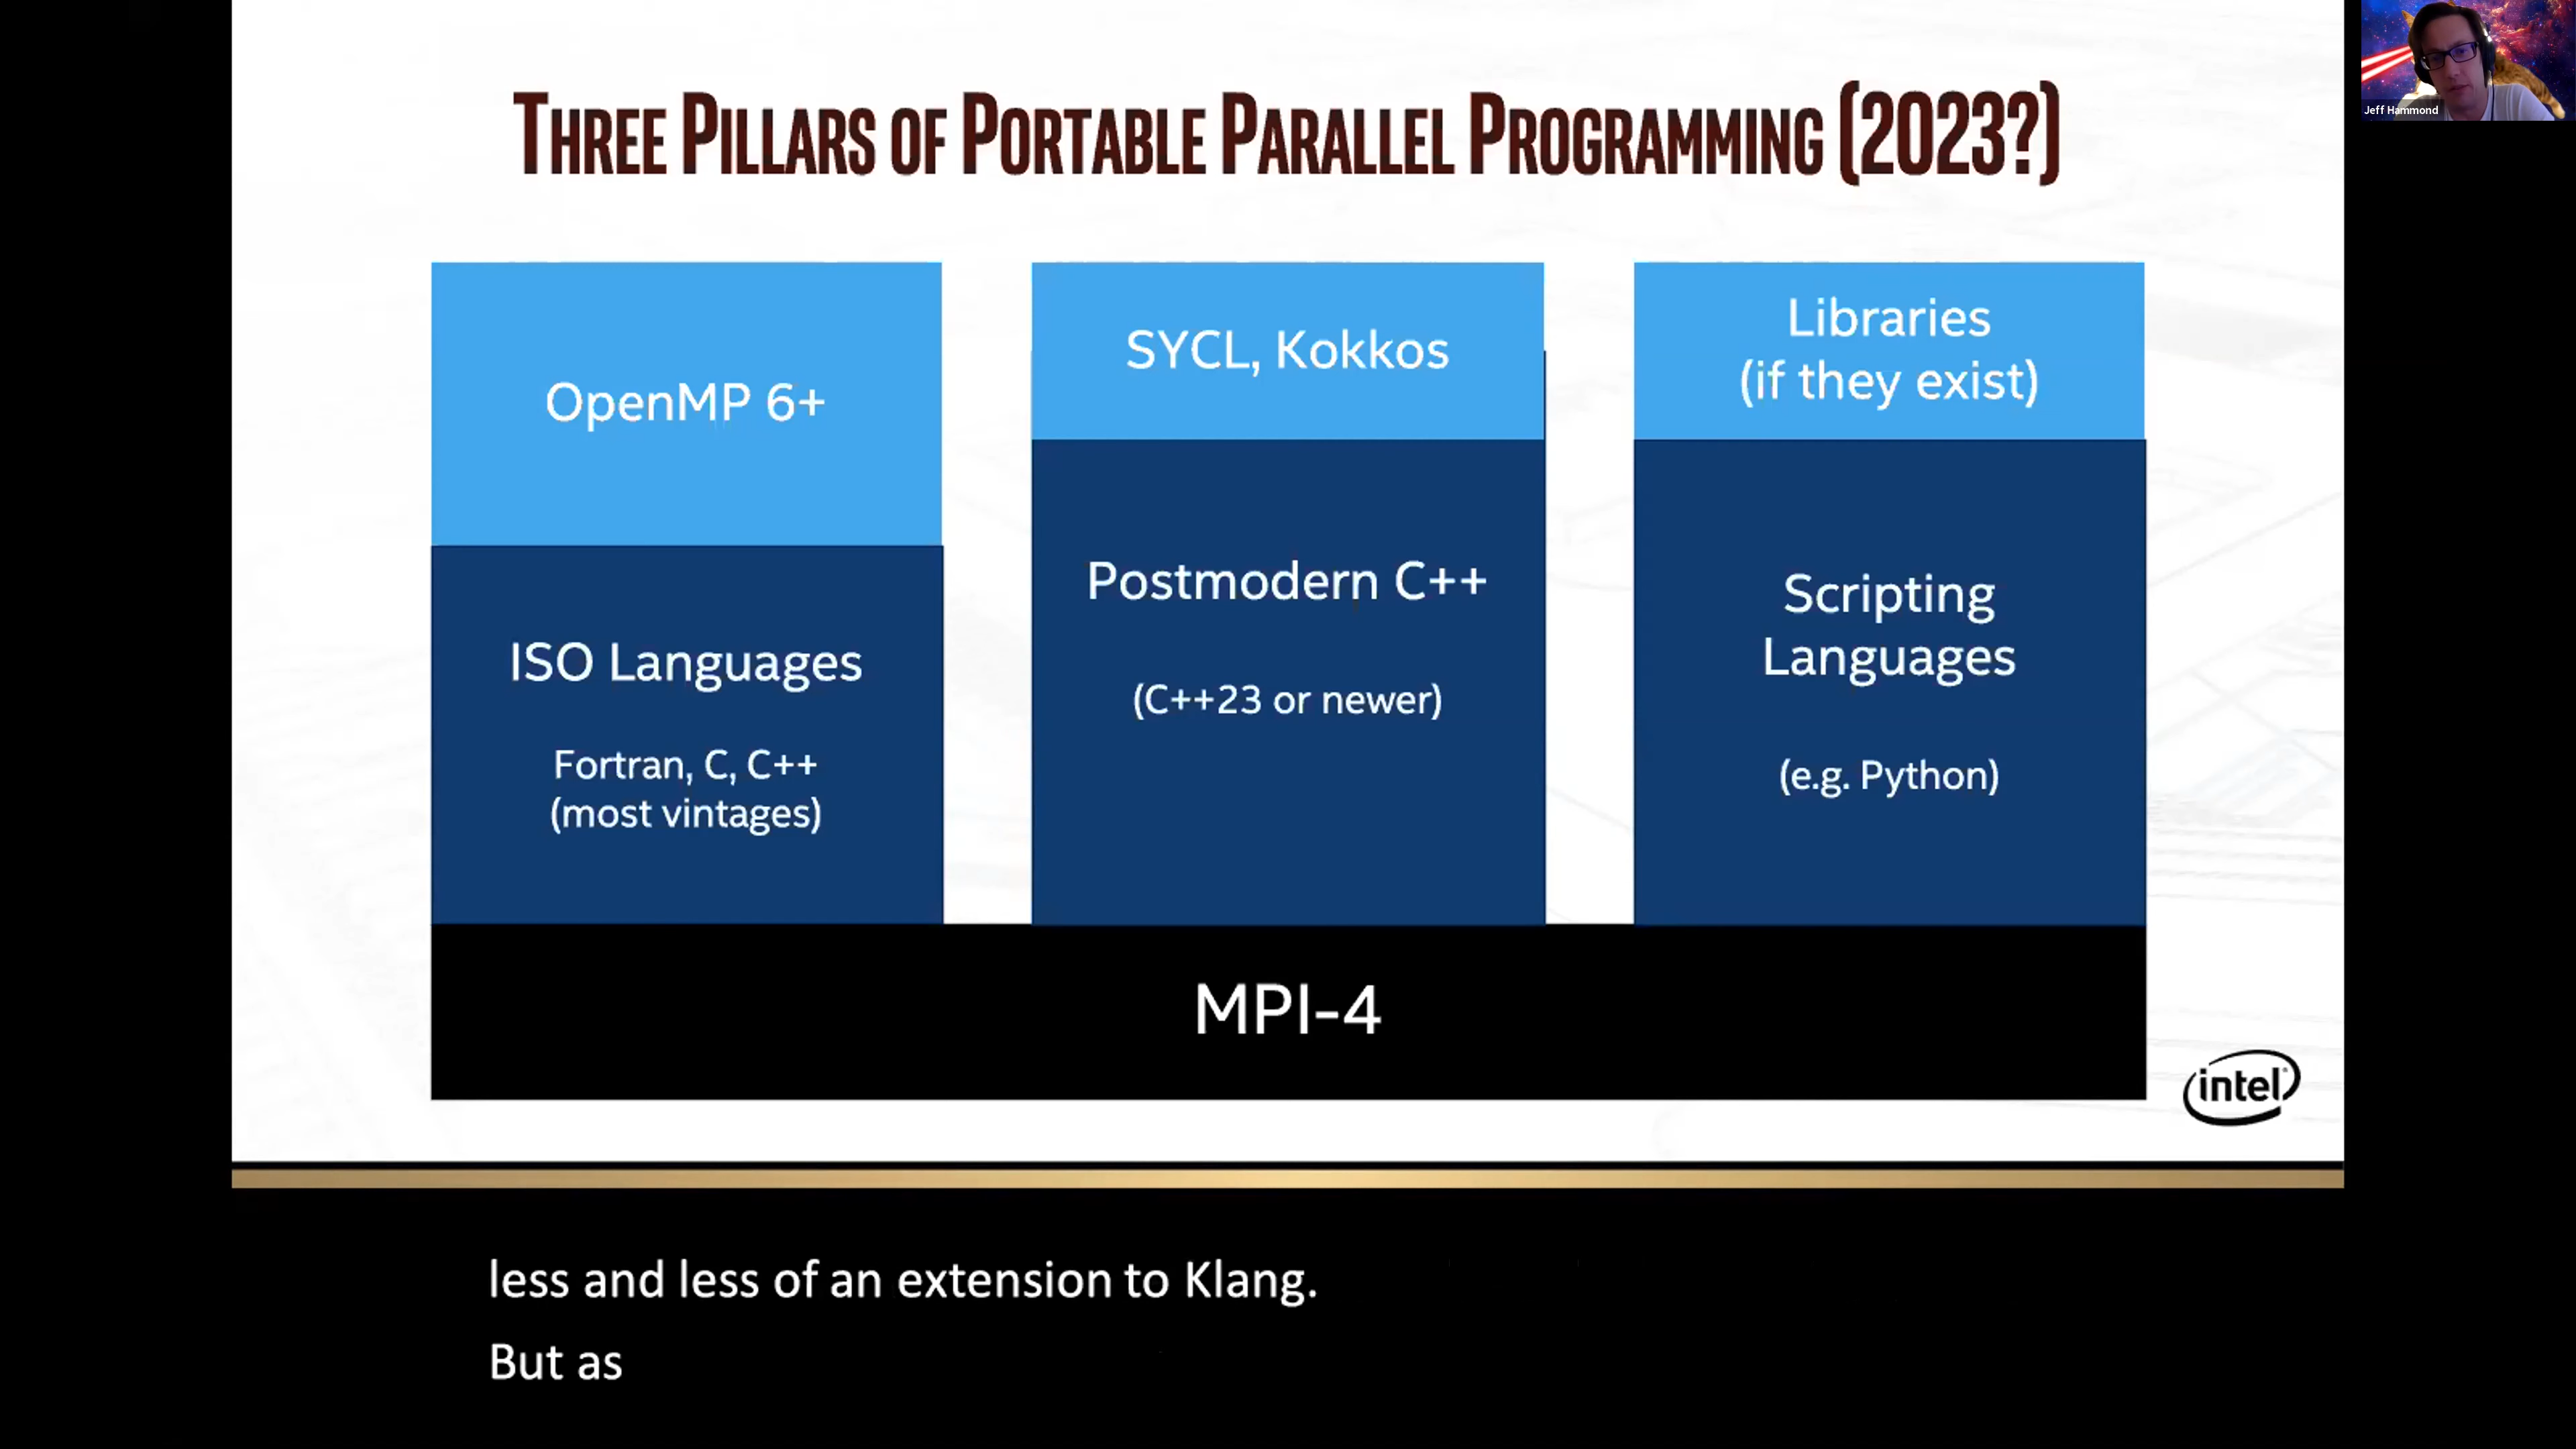 THREE PILLARS OF PORTABLE PARALLEL PROGRAMMING (2023?)
Jeff Hammond
OpenMP 6+
ISO Languages
Fortran, C, C++
(most vintages)
SYCL, Kokkos
Postmodern C++
(C++23 or newer)
Libraries
(if they exist)
Scripting
Languages
(e.g. Python)
MPI-4
intel
less and less of an extension to Klang.
But as